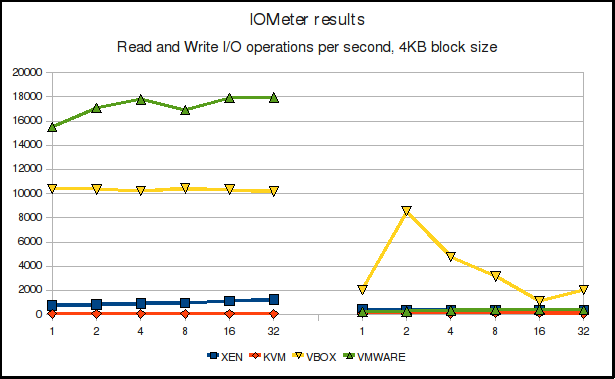 IOMeter results
Read and Write I/O operations per second, 4KB block size
20000
18000
16000
14000
12000
10000
8000
6000
4000
2000
0
1 2 4 8 16 32 1 2 4 8 16 32
XEN KVM VBOX VMWARE